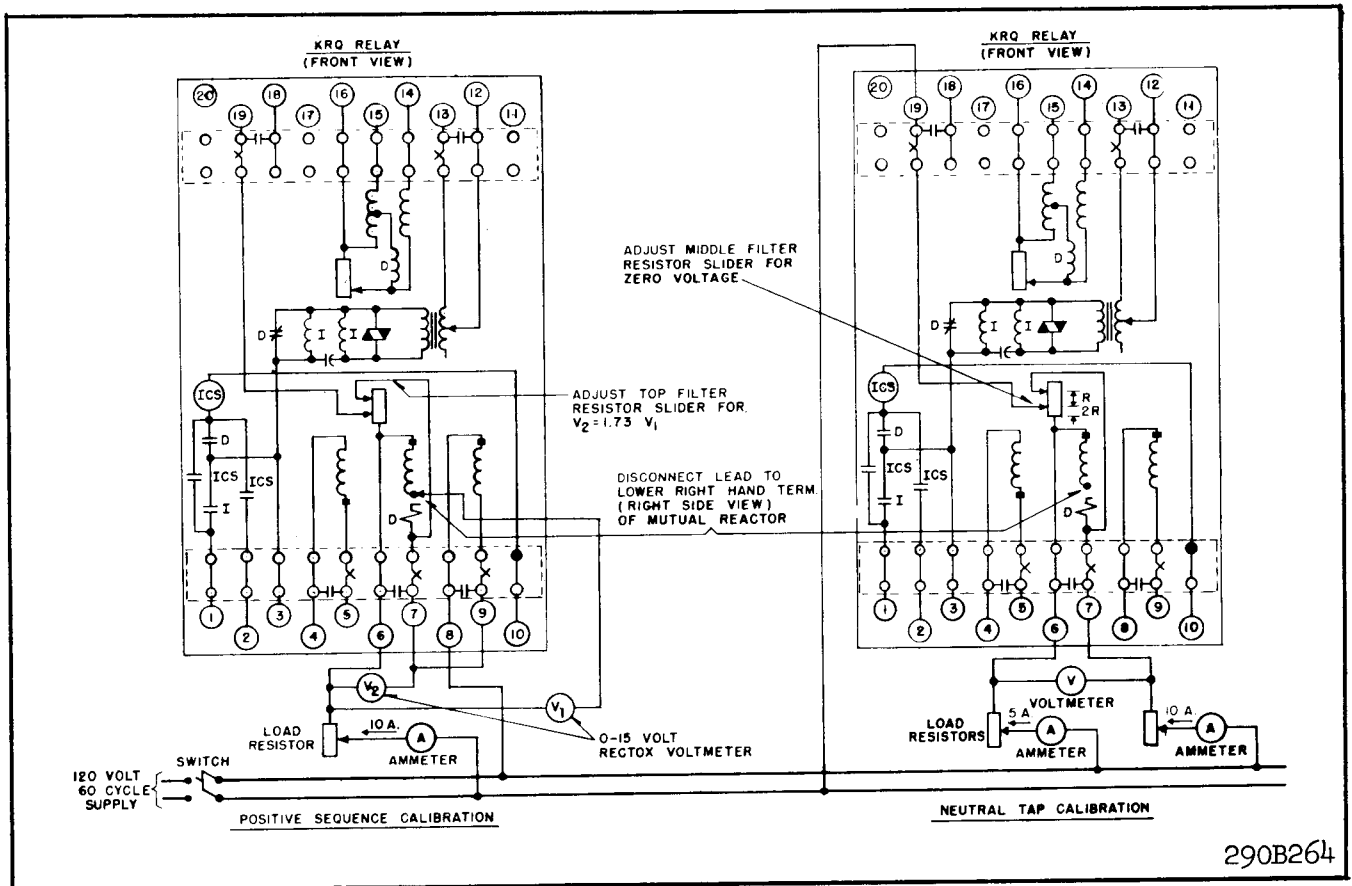 KRQ RELAY
(FRONT VIEW)
20 19 18 17 16 15 14 13 12 11
D
D I I
ICS
D
ICS
ICS
I
D
1 2 3 4 5 6 7 8 9 10
ADJUST TOP FILTER
RESISTOR SLIDER FOR.
V2=1.73 V1
DISCONNECT LEAD TO
LOWER RIGHT HAND TERM.
(RIGHT SIDE VIEW)
OF MUTUAL REACTOR
V2
V1
LOAD
RESISTOR
10 A.
A
AMMETER
0-15 VOLT
RECTOX VOLTMETER
120 VOLT
60 CYCLE
SUPPLY
SWITCH
POSITIVE SEQUENCE CALIBRATION
KRQ RELAY
(FRONT VIEW)
20 19 18 17 16 15 14 13 12 11
ADJUST MIDDLE FILTER
RESISTOR SLIDER FOR
ZERO VOLTAGE
D
D I I
ICS
R
2R
D
ICS
ICS
I
D
1 2 3 4 5 6 7 8 9 10
V
VOLTMETER
LOAD
RESISTORS
5 A
A
AMMETER
10 A.
A
AMMETER
NEUTRAL TAP CALIBRATION
290B264